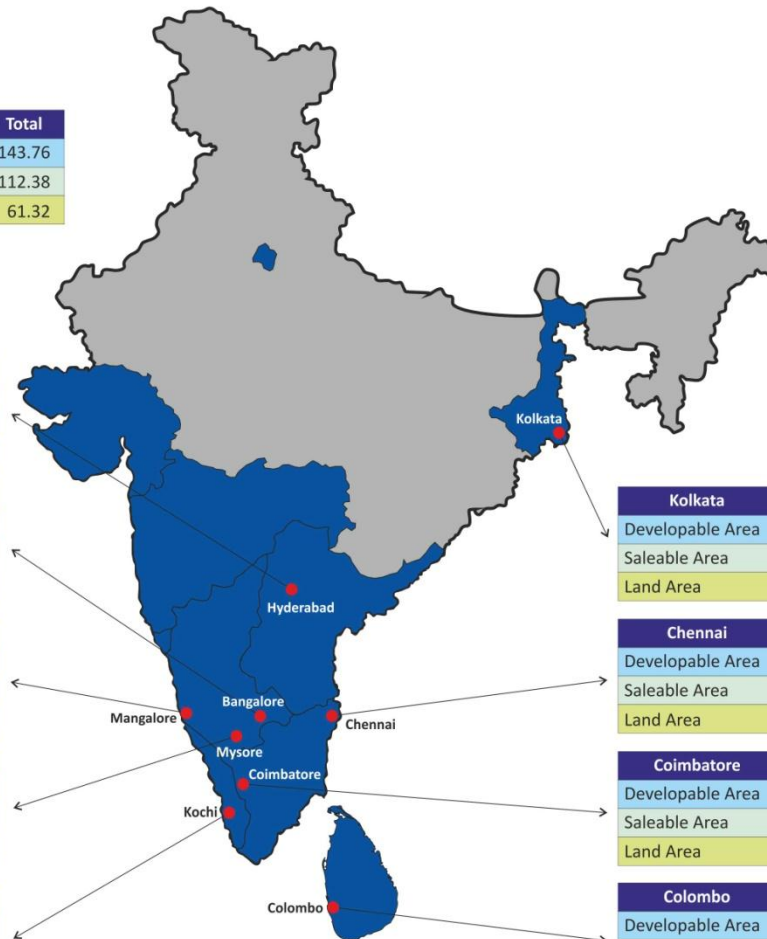 Total
143.76
112.38
61.32
Kolkata
Hyderabad
Bangalore
Mangalore
Chennai
Mysore
Coimbatore
Kochi
Colombo
Kolkata
Developable Area
Saleable Area
Land Area
Chennai
Developable Area
Saleable Area
Land Area
Coimbatore
Developable Area
Saleable Area
Land Area
Colombo
Developable Area